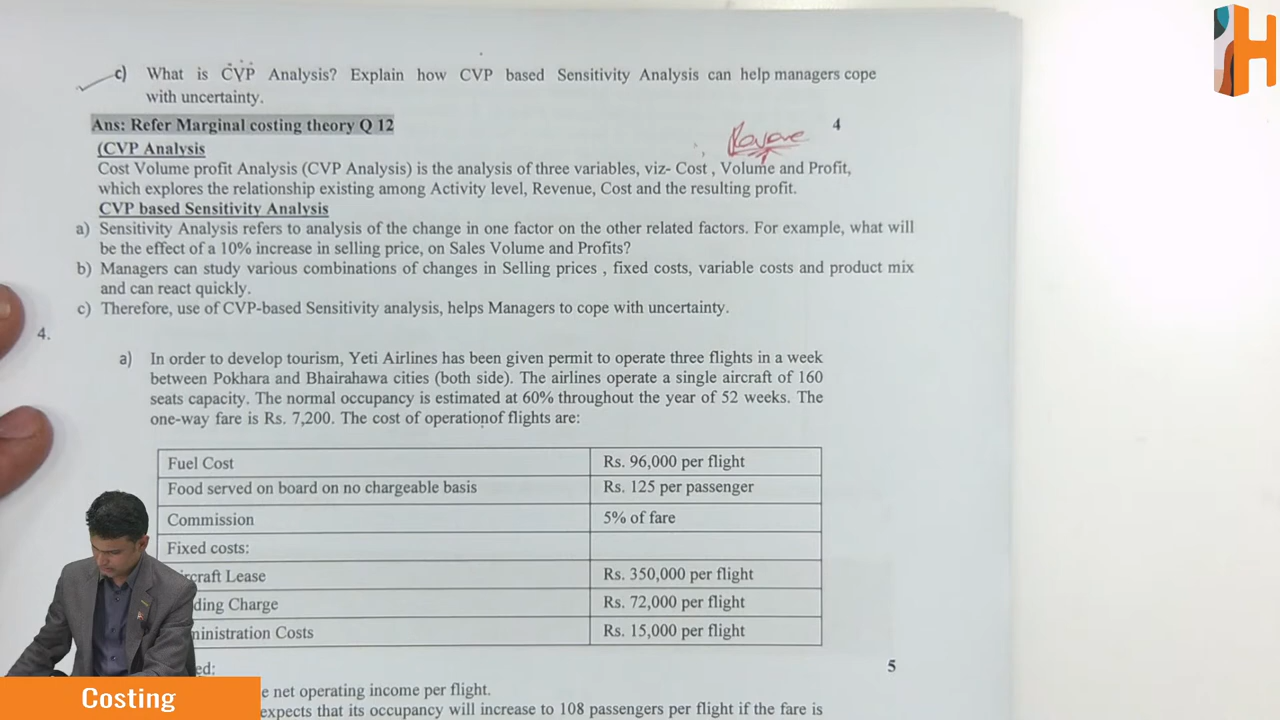 c) What is CVP Analysis? Explain how CVP based Sensitivity Analysis can help managers cope
with uncertainty.
Ans: Refer Marginal costing theory Q 12
4
(CVP Analysis
Cost Volume profit Analysis (CVP Analysis) is the analysis of three variables, viz- Cost , Volume and Profit,
which explores the relationship existing among Activity level, Revenue, Cost and the resulting profit.
CVP based Sensitivity Analysis
a) Sensitivity Analysis refers to analysis of the change in one factor on the other related factors. For example, what will
be the effect of a 10% increase in selling price, on Sales Volume and Profits?
b) Managers can study various combinations of changes in Selling prices , fixed costs, variable costs and product mix
and can react quickly.
c) Therefore, use of CVP-based Sensitivity analysis, helps Managers to cope with uncertainty.
4.
a) In order to develop tourism, Yeti Airlines has been given permit to operate three flights in a week
between Pokhara and Bhairahawa cities (both side). The airlines operate a single aircraft of 160
seats capacity. The normal occupancy is estimated at 60% throughout the year of 52 weeks. The
one-way fare is Rs. 7,200. The cost of operationof flights are:
Fuel Cost Rs. 96,000 per flight
Food served on board on no chargeable basis Rs. 125 per passenger
Commission 5% of fare
Fixed costs:
ircraft Lease Rs. 350,000 per flight
ding Charge Rs. 72,000 per flight
ministration Costs Rs. 15,000 per flight
ed:
5
e net operating income per flight.
expects that its occupancy will increase to 108 passengers per flight if the fare is
Costing
H